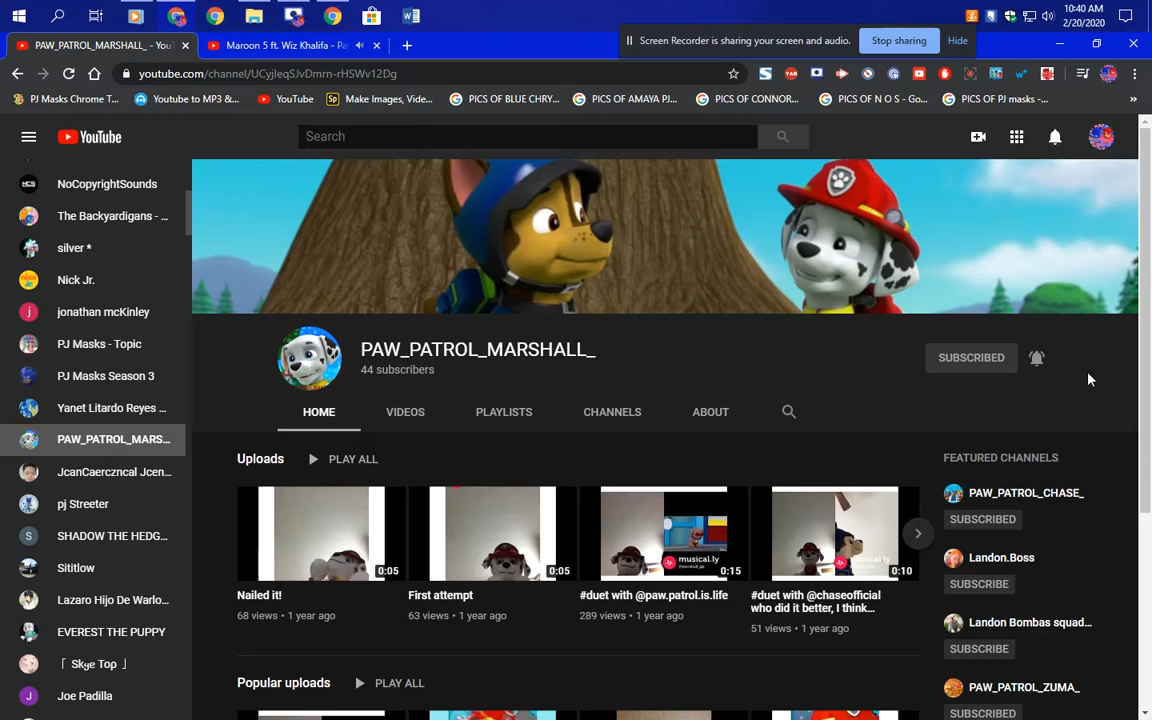 10:40 AM
2/20/2020
PAW_PATROL_MARSHALL_ - You
Maroon 5 ft. Wiz Khalifa - Pa
Screen Recorder is sharing your screen and audio.
Stop sharing
Hide
youtube.com/channel/UCyjleqSJvDmrn-rHSWv12Dg
PJ Masks Chrome T...
Youtube to MP3 &...
YouTube
Make Images, Vide...
PICS OF BLUE CHRY...
PICS OF AMAYA PJ...
PICS OF CONNOR...
PICS OF N O S - Go...
PICS OF PJ masks -...
YouTube
Search
NoCopyrightSounds
The Backyardigans - ...
silver *
Nick Jr.
jonathan mcKinley
PJ Masks - Topic
PJ Masks Season 3
Yanet Litardo Reyes ...
PAW_PATROL_MARS...
JcanCaerczncal Jcen...
pj Streeter
SHADOW THE HEDG...
Sititlow
Lazaro Hijo De Warlo...
EVEREST THE PUPPY
「 Skye Top 」
Joe Padilla
PAW_PATROL_MARSHALL_
44 subscribers
SUBSCRIBED
HOME
VIDEOS
PLAYLISTS
CHANNELS
ABOUT
Uploads
PLAY ALL
0:05
0:05
musical.ly
0:15
musical.ly
0:10
Nailed it!
68 views • 1 year ago
First attempt
63 views • 1 year ago
#duet with @paw.patrol.is.life
289 views • 1 year ago
#duet with @chaseofficial
who did it better, I think...
51 views • 1 year ago
Popular uploads
PLAY ALL
FEATURED CHANNELS
PAW_PATROL_CHASE_
SUBSCRIBED
Landon.Boss
SUBSCRIBE
Landon Bombas squad...
SUBSCRIBE
PAW_PATROL_ZUMA_
SUBSCRIBED